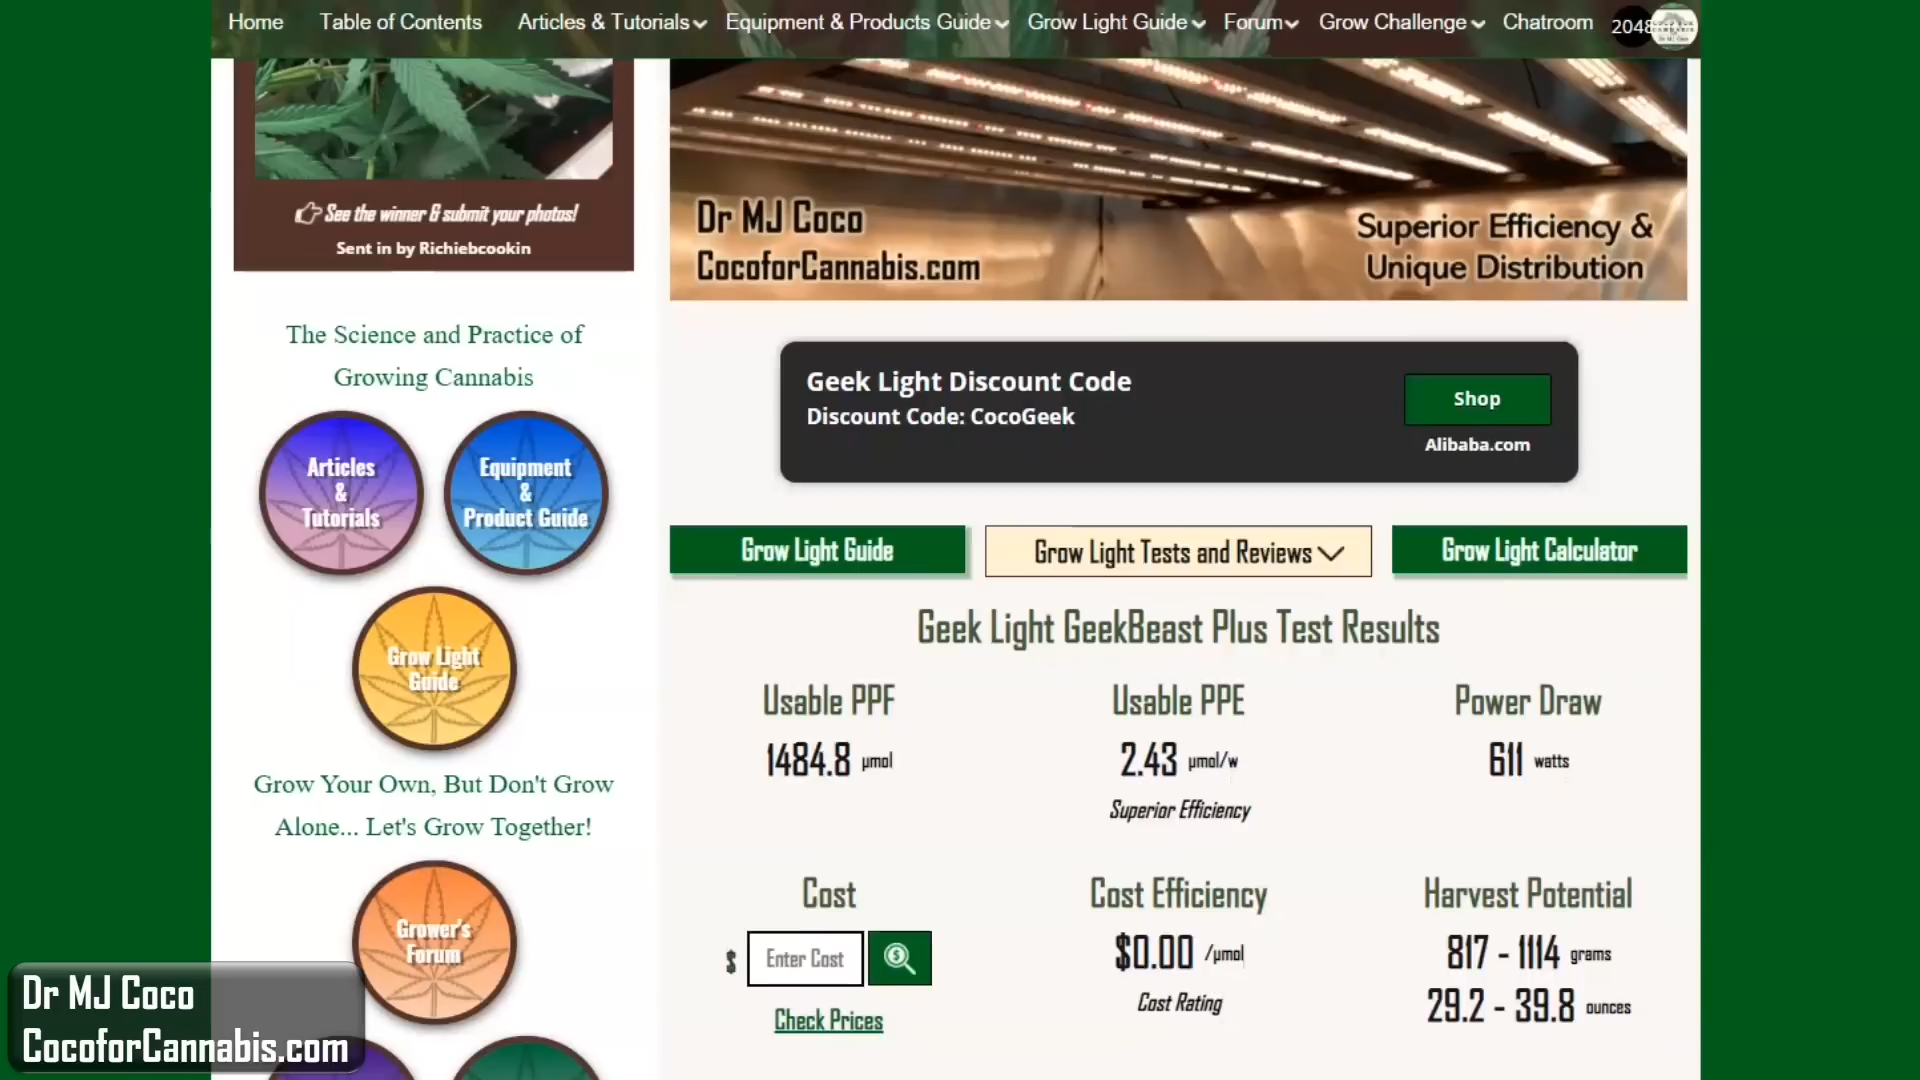 Home
Table of Contents
Articles & Tutorials
Equipment & Products Guide
Grow Light Guide
Forum
Grow Challenge
Chatroom
2048
See the winner & submit your photos!
Sent in by Richiebcookin
Dr MJ Coco
CocoforCannabis.com
Superior Efficiency &
Unique Distribution
The Science and Practice of
Growing Cannabis
Articles
&
Tutorials
Equipment
&
Product Guide
Grow Light
Guide
Grow Your Own, But Don't Grow
Alone... Let's Grow Together!
Grower's
Forum
Geek Light Discount Code
Discount Code: CocoGeek
Shop
Alibaba.com
Grow Light Guide
Grow Light Tests and Reviews
Grow Light Calculator
Geek Light GeekBeast Plus Test Results
Usable PPF
1484.8 µmol
Usable PPE
2.43 µmol/w
Superior Efficiency
Power Draw
611 watts
Cost
$ Enter Cost
Check Prices
Cost Efficiency
$0.00 /µmol
Cost Rating
Harvest Potential
817 - 1114 grams
29.2 - 39.8 ounces
Dr MJ Coco
CocoforCannabis.com